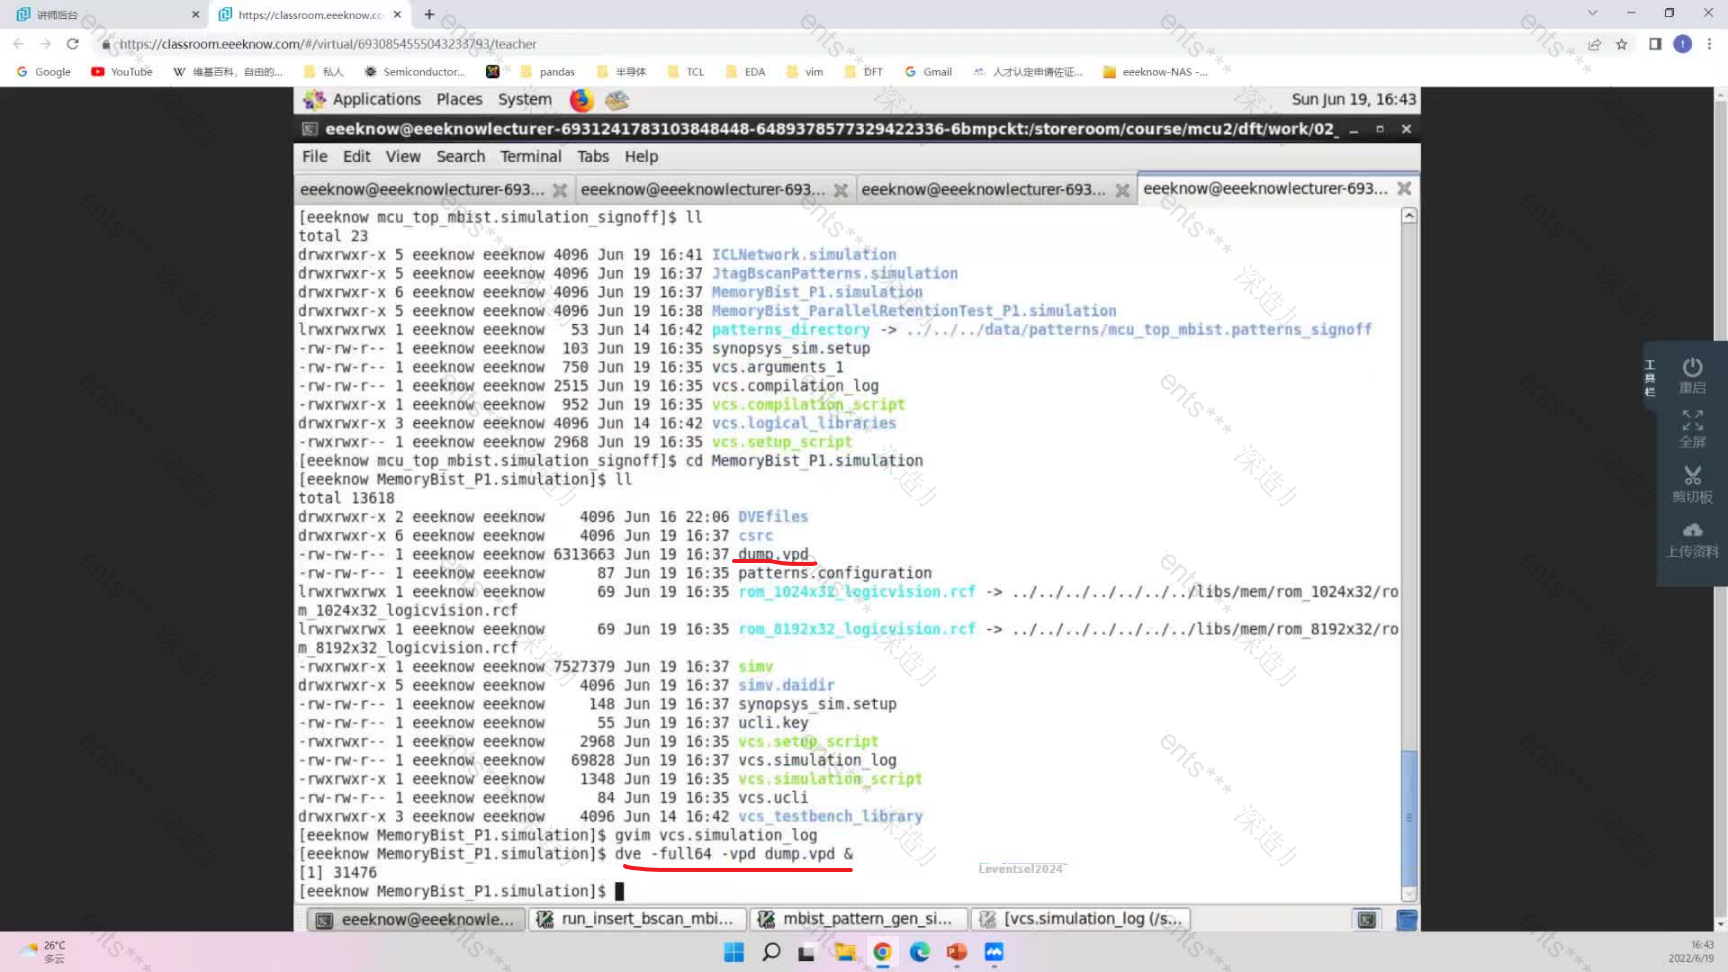 讲师后台
https://classroom.eeeknow.co
https://classroom.eeeknow.com/#/virtual/6930854555043233793/teacher
Google YouTube 维基百科，自由的... 私人 Semiconductor... pandas 半导体 TCL EDA vim DFT Gmail 人才认定申请佐证... eeeknow-NAS -...
Applications Places System Sun Jun 19, 16:43
eeeknow@eeeknowlecturer-6931241783103848448-6489378577329422336-6bmpckt:/storeroom/course/mcu2/dft/work/02_
File Edit View Search Terminal Tabs Help
eeeknow@eeeknowlecturer-693... eeeknow@eeeknowlecturer-693... eeeknow@eeeknowlecturer-693... eeeknow@eeeknowlecturer-693...
[eeeknow mcu_top_mbist.simulation_signoff]$ ll
total 23
drwxrwxr-x 5 eeeknow eeeknow 4096 Jun 19 16:41 ICLNetwork.simulation
drwxrwxr-x 5 eeeknow eeeknow 4096 Jun 19 16:37 JtagBscanPatterns.simulation
drwxrwxr-x 6 eeeknow eeeknow 4096 Jun 19 16:37 MemoryBist_P1.simulation
drwxrwxr-x 5 eeeknow eeeknow 4096 Jun 19 16:38 MemoryBist_ParallelRetentionTest_P1.simulation
lrwxrwxrwx 1 eeeknow eeeknow 53 Jun 14 16:42 patterns_directory -> ../../../data/patterns/mcu_top_mbist.patterns_signoff
-rw-rw-r-- 1 eeeknow eeeknow 103 Jun 19 16:35 synopsys_sim.setup
-rw-rw-r-- 1 eeeknow eeeknow 750 Jun 19 16:35 vcs.arguments_1
-rw-rw-r-- 1 eeeknow eeeknow 2515 Jun 19 16:35 vcs.compilation_log
-rwxrwxr-- 1 eeeknow eeeknow 952 Jun 19 16:35 vcs.compilation_script
drwxrwxr-x 3 eeeknow eeeknow 4096 Jun 14 16:42 vcs.logical_libraries
-rwxrwxr-- 1 eeeknow eeeknow 2968 Jun 19 16:35 vcs.setup_script
[eeeknow mcu_top_mbist.simulation_signoff]$ cd MemoryBist_P1.simulation
[eeeknow MemoryBist_P1.simulation]$ ll
total 13618
drwxrwxr-x 2 eeeknow eeeknow 4096 Jun 16 22:06 DVEfiles
drwxrwxr-x 6 eeeknow eeeknow 4096 Jun 19 16:37 csrc
-rw-rw-r-- 1 eeeknow eeeknow 6313663 Jun 19 16:37 dump.vpd
-rw-rw-r-- 1 eeeknow eeeknow 87 Jun 19 16:35 patterns.configuration
lrwxrwxrwx 1 eeeknow eeeknow 69 Jun 19 16:35 rom_1024x32_logicvision.rcf -> ../../../../../../../libs/mem/rom_1024x32/ro
m_1024x32_logicvision.rcf
lrwxrwxrwx 1 eeeknow eeeknow 69 Jun 19 16:35 rom_8192x32_logicvision.rcf -> ../../../../../../../libs/mem/rom_8192x32/ro
m_8192x32_logicvision.rcf
-rwxrwxr-x 1 eeeknow eeeknow 7527379 Jun 19 16:37 simv
drwxrwxr-x 5 eeeknow eeeknow 4096 Jun 19 16:37 simv.daidir
-rw-rw-r-- 1 eeeknow eeeknow 148 Jun 19 16:37 synopsys_sim.setup
-rw-rw-r-- 1 eeeknow eeeknow 55 Jun 19 16:37 ucli.key
-rwxrwxr-- 1 eeeknow eeeknow 2968 Jun 19 16:35 vcs.setup_script
-rw-rw-r-- 1 eeeknow eeeknow 69828 Jun 19 16:37 vcs.simulation_log
-rwxrwxr-- 1 eeeknow eeeknow 1348 Jun 19 16:35 vcs.simulation_script
-rw-rw-r-- 1 eeeknow eeeknow 84 Jun 19 16:35 vcs.ucli
drwxrwxr-x 3 eeeknow eeeknow 4096 Jun 14 16:42 vcs_testbench_library
[eeeknow MemoryBist_P1.simulation]$ gvim vcs.simulation_log
[eeeknow MemoryBist_P1.simulation]$ dve -full64 -vpd dump.vpd &
[1] 31476
[eeeknow MemoryBist_P1.simulation]$
Leventsel2024
eeeknow@eeeknowle... run_insert_bscan_mbi... mbist_pattern_gen_si... [vcs.simulation_log (/s...
工具栏
重启
全屏
剪切板
上传资料
26°C
多云
16:43
2022/6/19
ents***
深造力